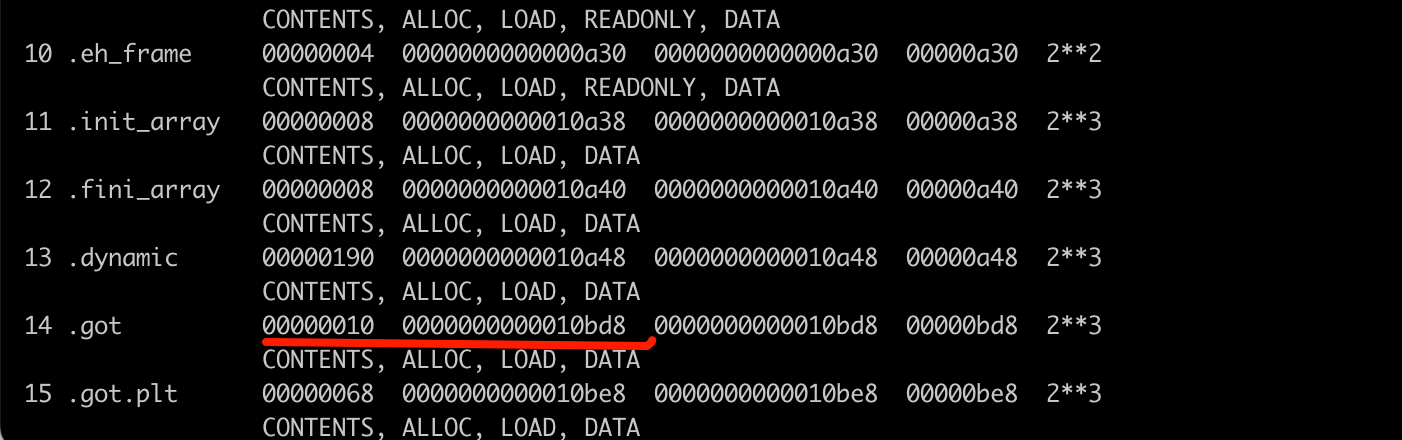 CONTENTS, ALLOC, LOAD, READONLY, DATA
10 .eh_frame 00000004 0000000000000a30 0000000000000a30 00000a30 2**2
CONTENTS, ALLOC, LOAD, READONLY, DATA
11 .init_array 00000008 0000000000010a38 0000000000010a38 00000a38 2**3
CONTENTS, ALLOC, LOAD, DATA
12 .fini_array 00000008 0000000000010a40 0000000000010a40 00000a40 2**3
CONTENTS, ALLOC, LOAD, DATA
13 .dynamic 00000190 0000000000010a48 0000000000010a48 00000a48 2**3
CONTENTS, ALLOC, LOAD, DATA
14 .got 00000010 0000000000010bd8 0000000000010bd8 00000bd8 2**3
CONTENTS, ALLOC, LOAD, DATA
15 .got.plt 00000068 0000000000010be8 0000000000010be8 00000be8 2**3
CONTENTS, ALLOC, LOAD, DATA